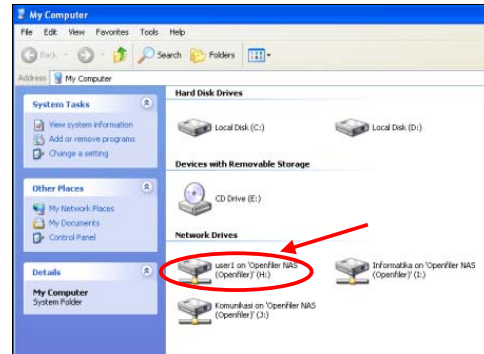 My Computer
File Edit View Favorites Tools Help
Back Search Folders
Address My Computer
System Tasks
View system information
Add or remove programs
Change a setting
Other Places
My Network Places
My Documents
Control Panel
Details
My Computer
System Folder
Hard Disk Drives
Local Disk (C:) Local Disk (D:)
Devices with Removable Storage
CD Drive (E:)
Network Drives
user1 on 'Openfiler NAS
(Openfiler)' (H:)
Informatika on 'Openfiler NAS
(Openfiler)' (I:)
Komunikasi on 'Openfiler NAS
(Openfiler)' (J:)